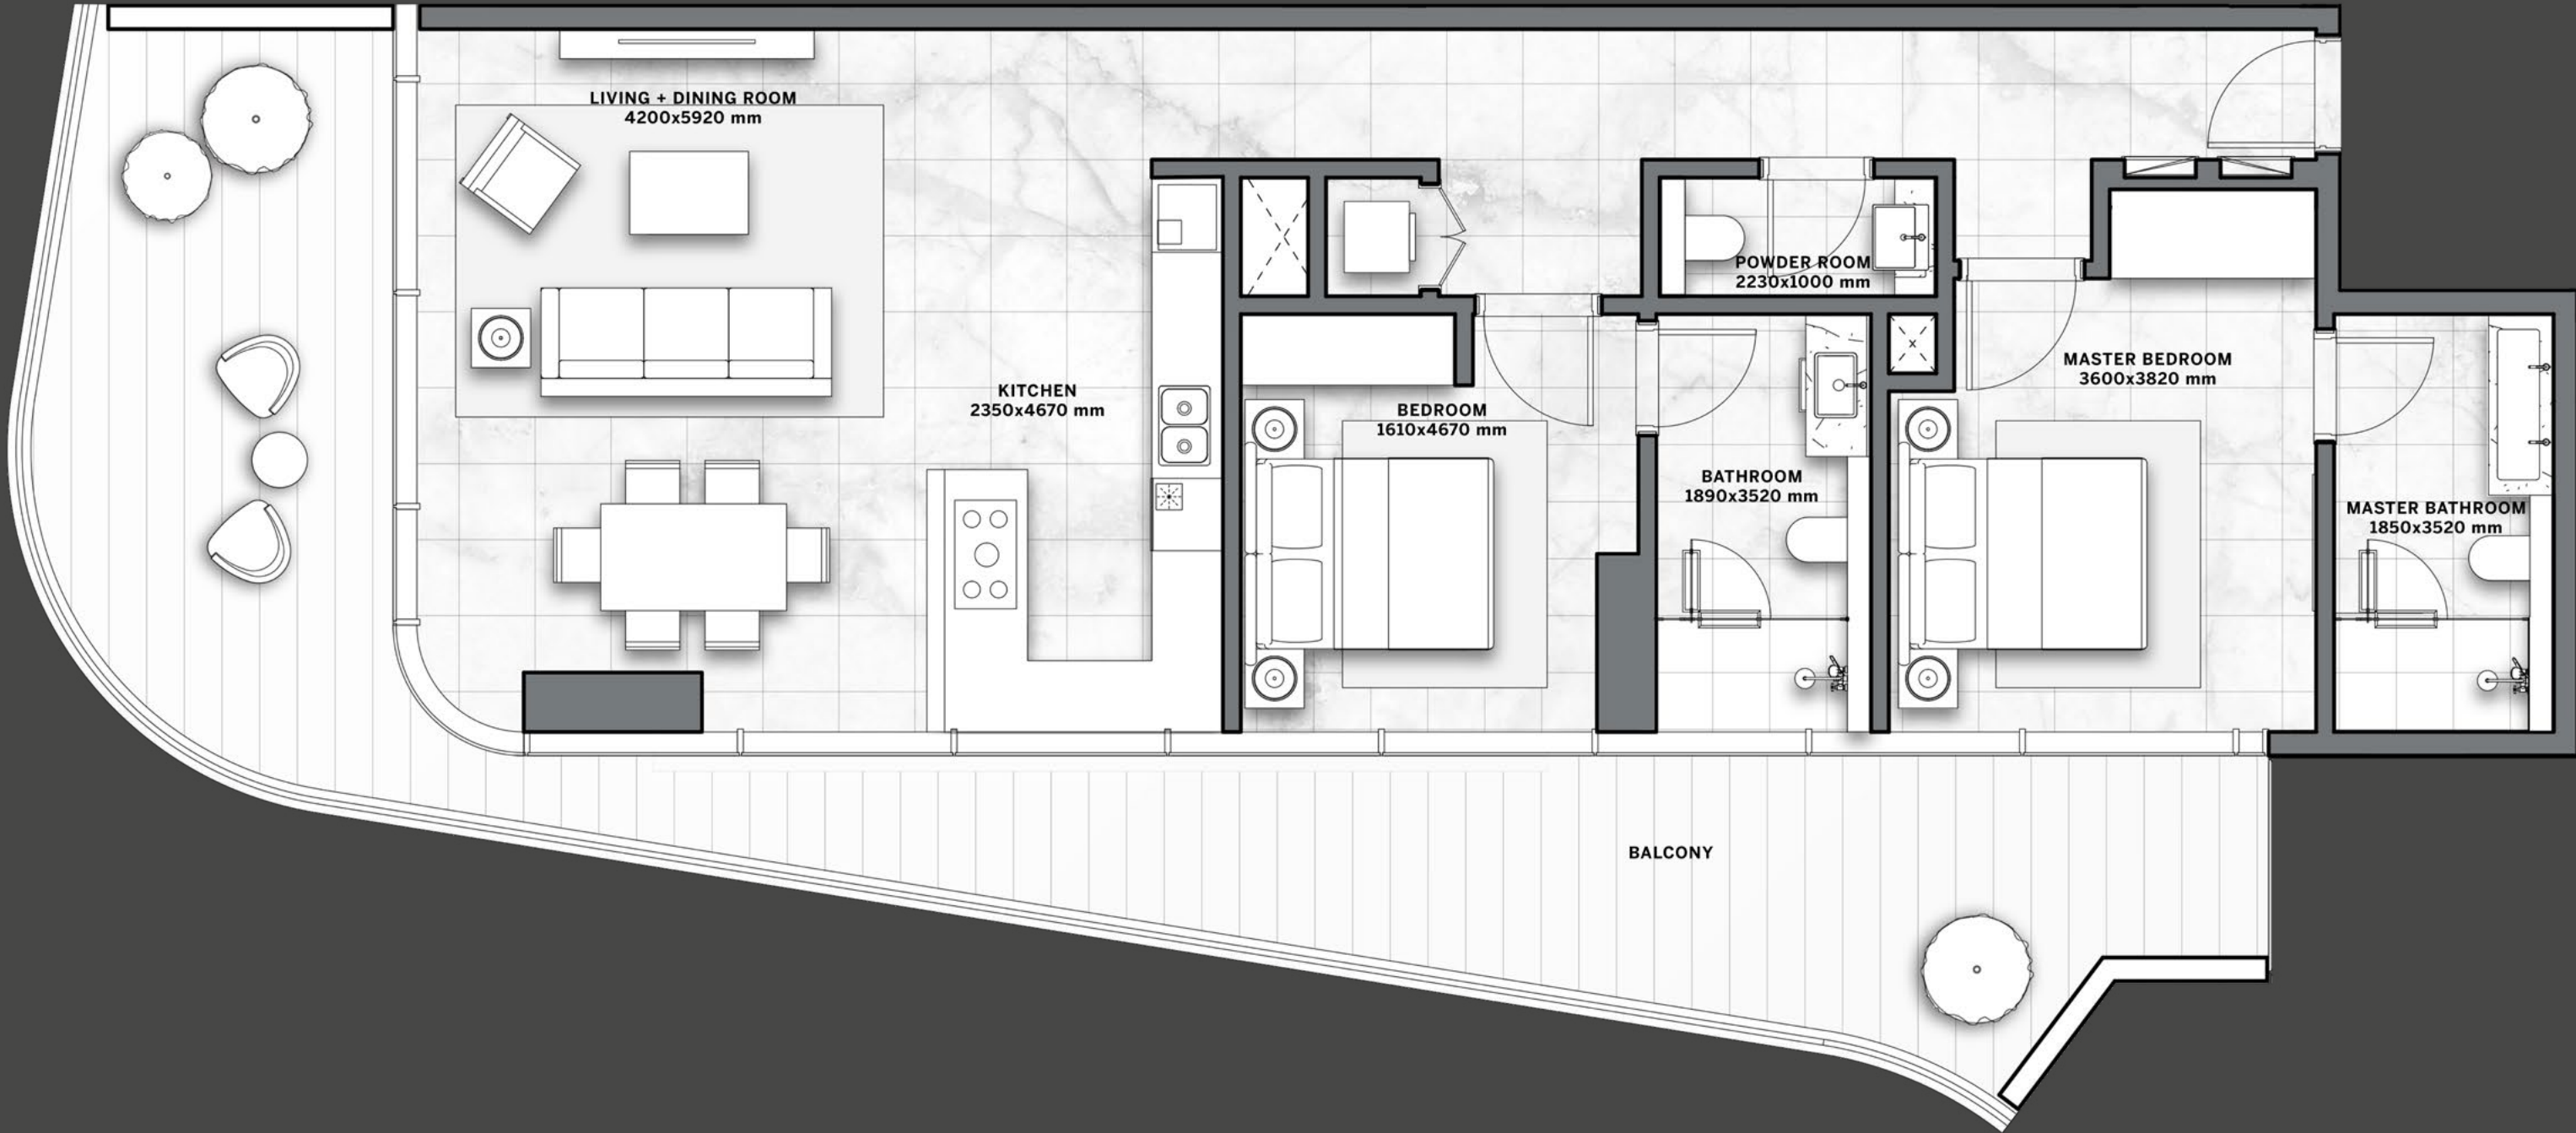 LIVING + DINING ROOM
4200x5920 mm
KITCHEN
2350x4670 mm
BEDROOM
1610x4670 mm
POWDER ROOM
2230x1000 mm
BATHROOM
1890x3520 mm
MASTER BEDROOM
3600x3820 mm
MASTER BATHROOM
1850x3520 mm
BALCONY